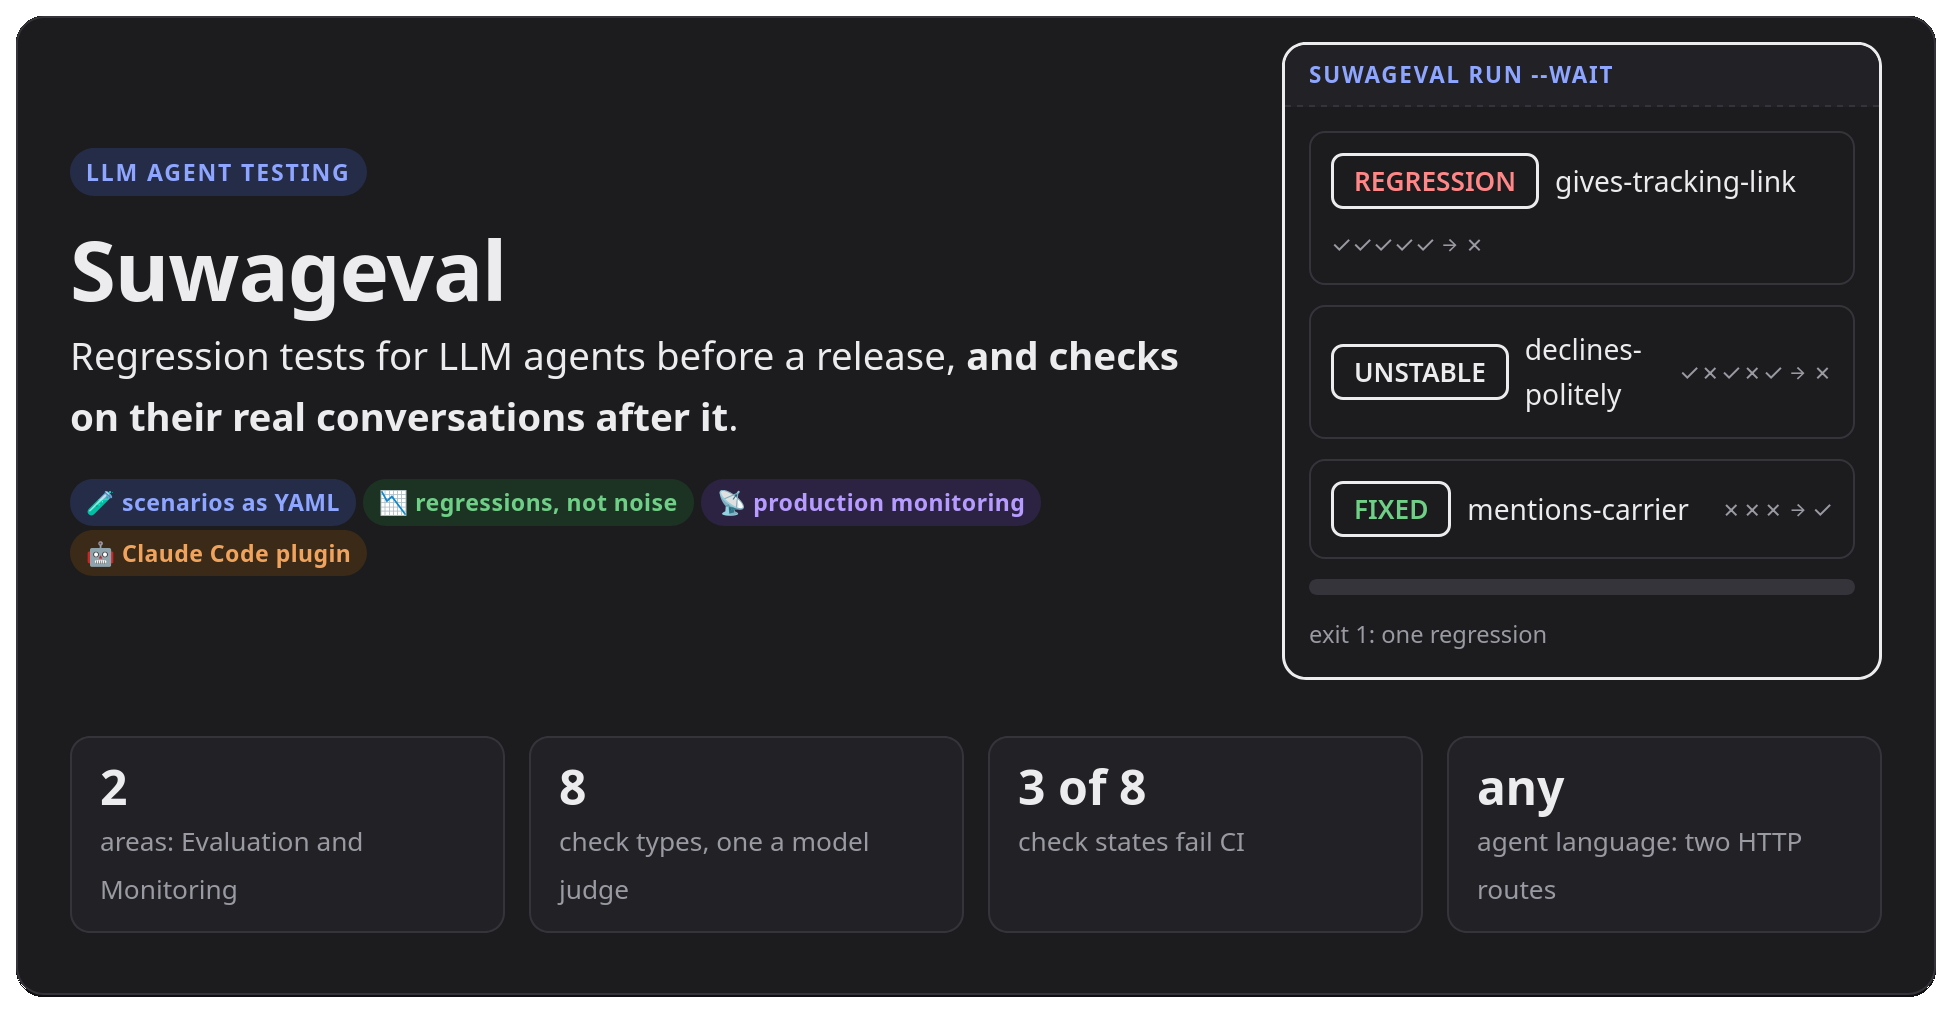 LLM AGENT TESTING
Suwageval
Regression tests for LLM agents before a release, and checks
on their real conversations after it.
🧪 scenarios as YAML
📉 regressions, not noise
📡 production monitoring
🤖 Claude Code plugin
SUWAGEVAL RUN --WAIT
REGRESSION gives-tracking-link
✓✓✓✓✓ → ✕
UNSTABLE declines-
politely
✓✕✓✕✓ → ✕
FIXED mentions-carrier ✕✕✕ → ✓
exit 1: one regression
2
areas: Evaluation and
Monitoring
8
check types, one a model
judge
3 of 8
check states fail CI
any
agent language: two HTTP
routes